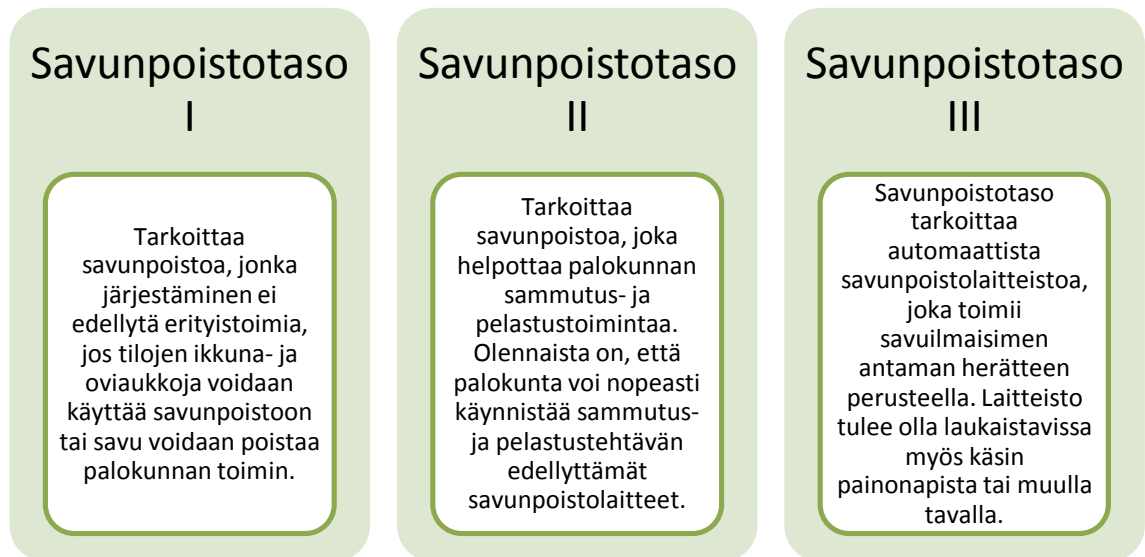 Savunpoistotaso
I
Tarkoittaa
savunpoistoa, jonka
järjestäminen ei
edellytä erityistoimia,
jos tilojen ikkuna- ja
oviaukkoja voidaan
käyttää savunpoistoon
tai savu voidaan poistaa
palokunnan toimin.
Savunpoistotaso
II
Tarkoittaa
savunpoistoa, joka
helpottaa palokunnan
sammutus- ja
pelastustoimintaa.
Olennaista on, että
palokunta voi nopeasti
käynnistää sammutus-
ja pelastustehtävän
edellyttämät
savunpoistolaitteet.
Savunpoistotaso
III
Savunpoistotaso
tarkoittaa
automaattista
savunpoistolaitteistoa,
joka toimii
savuilmaisimen
antaman herätteen
perusteella. Laitteisto
tulee olla laukaistavissa
myös käsin
painonapista tai muulla
tavalla.